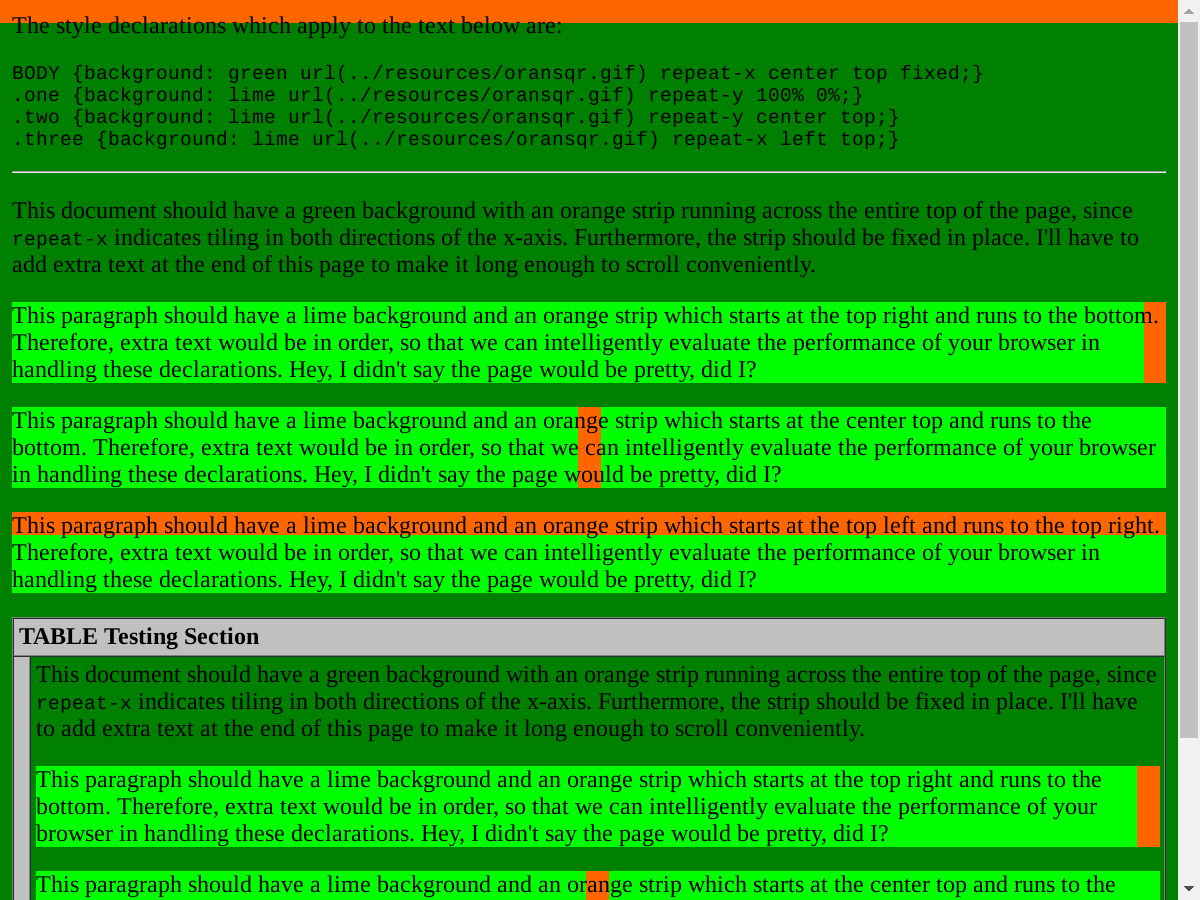 The style declarations which apply to the text below are:
BODY {background: green url(../resources/oransqr.gif) repeat-x center top fixed;}
.one {background: lime url(../resources/oransqr.gif) repeat-y 100% 0%;}
.two {background: lime url(../resources/oransqr.gif) repeat-y center top;}
.three {background: lime url(../resources/oransqr.gif) repeat-x left top;}
This document should have a green background with an orange strip running across the entire top of the page, since
repeat-x indicates tiling in both directions of the x-axis. Furthermore, the strip should be fixed in place. I'll have to
add extra text at the end of this page to make it long enough to scroll conveniently.
This paragraph should have a lime background and an orange strip which starts at the top right and runs to the bottom.
Therefore, extra text would be in order, so that we can intelligently evaluate the performance of your browser in
handling these declarations. Hey, I didn't say the page would be pretty, did I?
This paragraph should have a lime background and an orange strip which starts at the center top and runs to the
bottom. Therefore, extra text would be in order, so that we can intelligently evaluate the performance of your browser
in handling these declarations. Hey, I didn't say the page would be pretty, did I?
This paragraph should have a lime background and an orange strip which starts at the top left and runs to the top right.
Therefore, extra text would be in order, so that we can intelligently evaluate the performance of your browser in
handling these declarations. Hey, I didn't say the page would be pretty, did I?
TABLE Testing Section
This document should have a green background with an orange strip running across the entire top of the page, since
repeat-x indicates tiling in both directions of the x-axis. Furthermore, the strip should be fixed in place. I'll have
to add extra text at the end of this page to make it long enough to scroll conveniently.
This paragraph should have a lime background and an orange strip which starts at the top right and runs to the
bottom. Therefore, extra text would be in order, so that we can intelligently evaluate the performance of your
browser in handling these declarations. Hey, I didn't say the page would be pretty, did I?
This paragraph should have a lime background and an orange strip which starts at the center top and runs to the